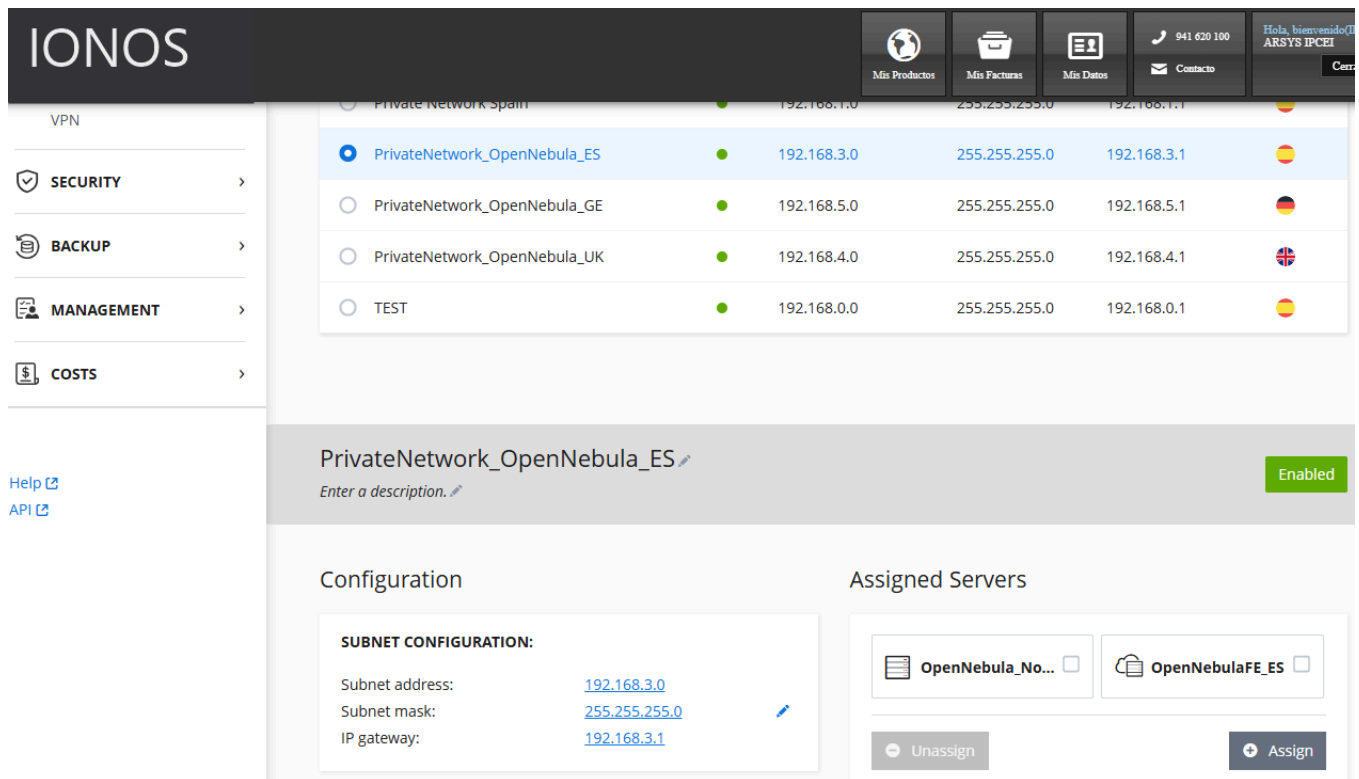 IONOS
Mis Productos
Mis Facturas
Mis Datos
941 620 100
Contacto
Hola, bienvenido(
ARSYS IPCEI
Cerra
VPN
SECURITY
BACKUP
MANAGEMENT
COSTS
Help
API
Private Network Spain 192.168.1.0 255.255.255.0 192.168.1.1
PrivateNetwork_OpenNebula_ES 192.168.3.0 255.255.255.0 192.168.3.1
PrivateNetwork_OpenNebula_GE 192.168.5.0 255.255.255.0 192.168.5.1
PrivateNetwork_OpenNebula_UK 192.168.4.0 255.255.255.0 192.168.4.1
TEST 192.168.0.0 255.255.255.0 192.168.0.1
PrivateNetwork_OpenNebula_ES
Enter a description.
Enabled
Configuration
SUBNET CONFIGURATION:
Subnet address: 192.168.3.0
Subnet mask: 255.255.255.0
IP gateway: 192.168.3.1
Assigned Servers
OpenNebula_No...
OpenNebulaFE_ES
Unassign
Assign